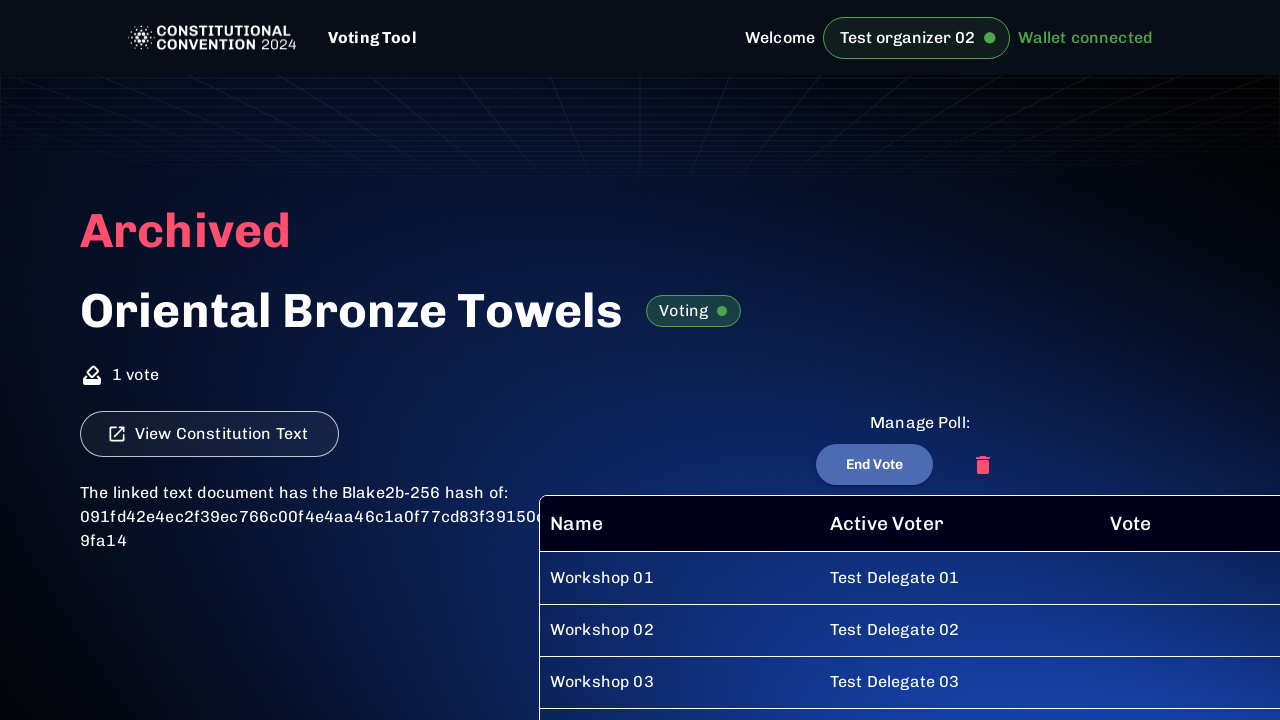 CONSTITUTIONAL
CONVENTION 2024
Voting Tool
Welcome
Test organizer 02
Wallet connected
Archived
Oriental Bronze Towels
Voting
1 vote
View Constitution Text
Manage Poll:
End Vote
The linked text document has the Blake2b-256 hash of:
091fd42e4ec2f39ec766c00f4e4aa46c1a0f77cd83f39150
9fa14
Name Active Voter Vote
Workshop 01 Test Delegate 01
Workshop 02 Test Delegate 02
Workshop 03 Test Delegate 03